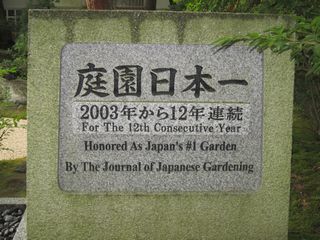 庭園日本一
2003年から12年連続
For The 12th Consecutive Year
Honored As Japan's #1 Garden
By The Journal of Japanese Gardening